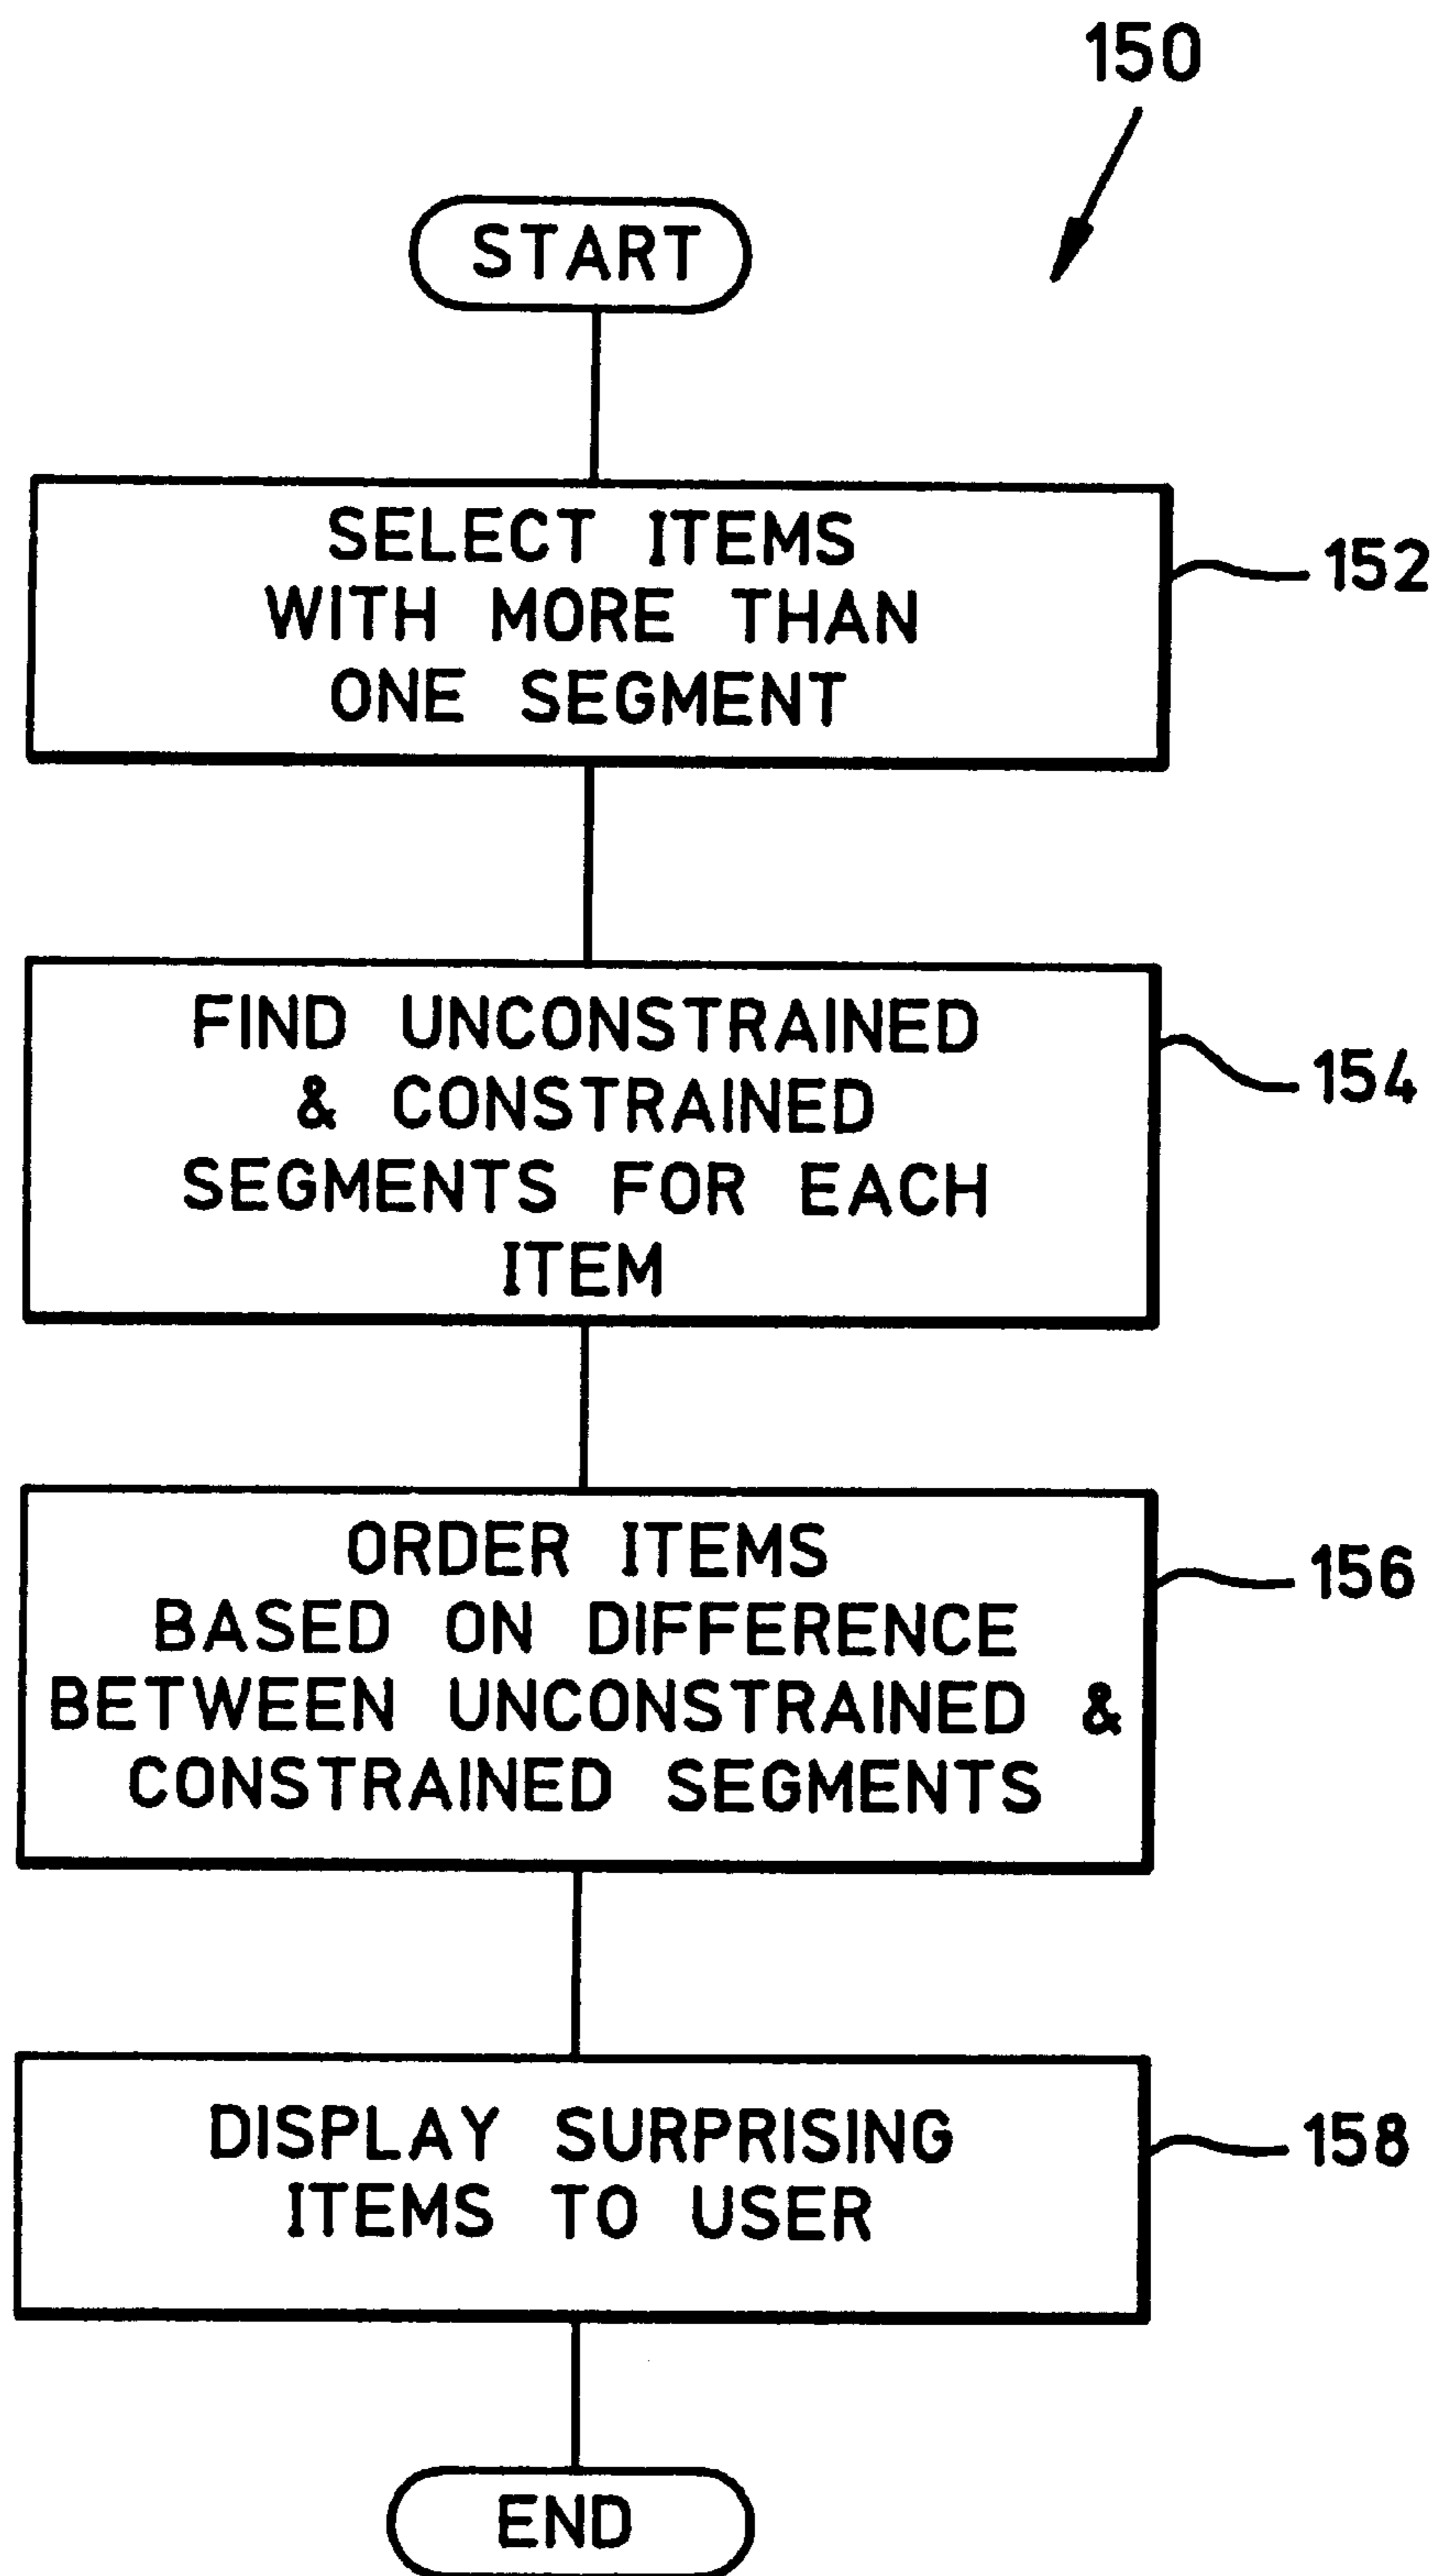 150
START
SELECT ITEMS
WITH MORE THAN
ONE SEGMENT
152
FIND UNCONSTRAINED
& CONSTRAINED
SEGMENTS FOR EACH
ITEM
154
ORDER ITEMS
BASED ON DIFFERENCE
BETWEEN UNCONSTRAINED &
CONSTRAINED SEGMENTS
156
DISPLAY SURPRISING
ITEMS TO USER
158
END